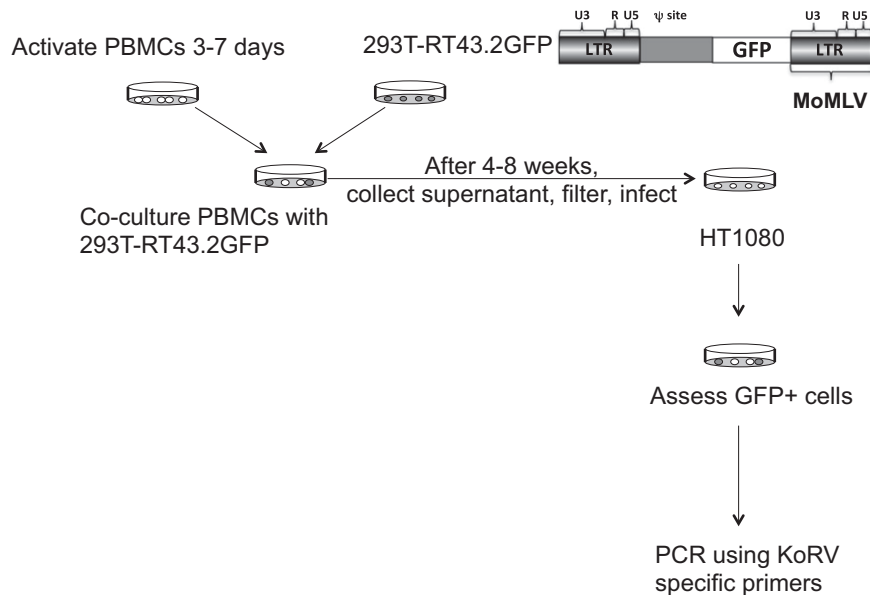 Activate PBMCs 3-7 days
293T-RT43.2GFP
U3 R U5 ψ site U3 R U5
LTR GFP LTR
MoMLV
Co-culture PBMCs with
293T-RT43.2GFP
After 4-8 weeks,
collect supernatant, filter, infect
HT1080
Assess GFP+ cells
PCR using KoRV
specific primers